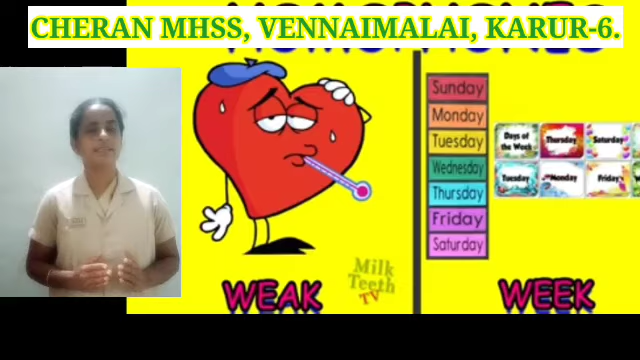 CHERAN MHSS, VENNAIMALAI, KARUR-6.
Sunday
Monday
Tuesday
Wednesday
Thursday
Friday
Saturday
Days of
the Week
Thursday
Saturday
Tuesday
Monday
Friday
Milk
Teeth
TV
WEAK
WEEK